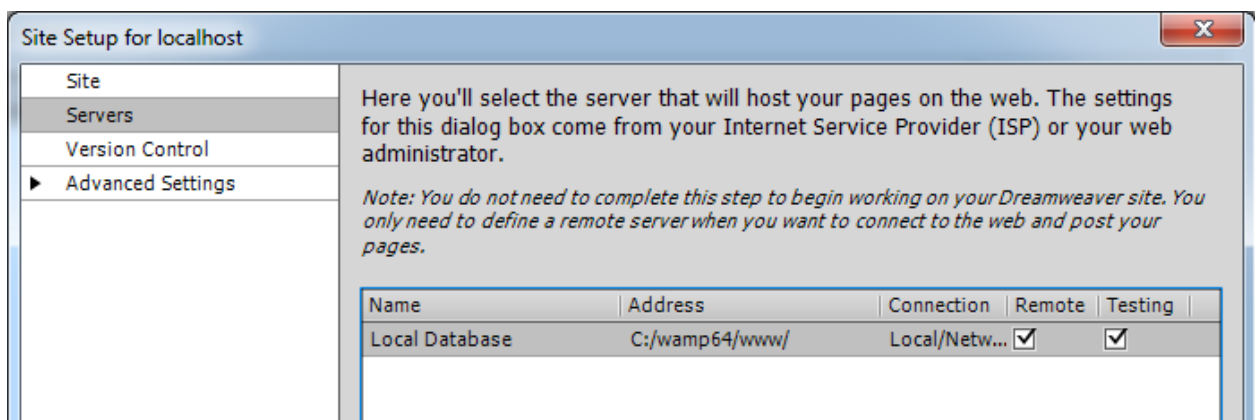 Site Setup for localhost
Site
Servers
Version Control
Advanced Settings
Here you'll select the server that will host your pages on the web. The settings
for this dialog box come from your Internet Service Provider (ISP) or your web
administrator.
Note: You do not need to complete this step to begin working on your Dreamweaver site. You
only need to define a remote server when you want to connect to the web and post your
pages.
Name Address Connection Remote Testing
Local Database C:/wamp64/www/ Local/Netw...